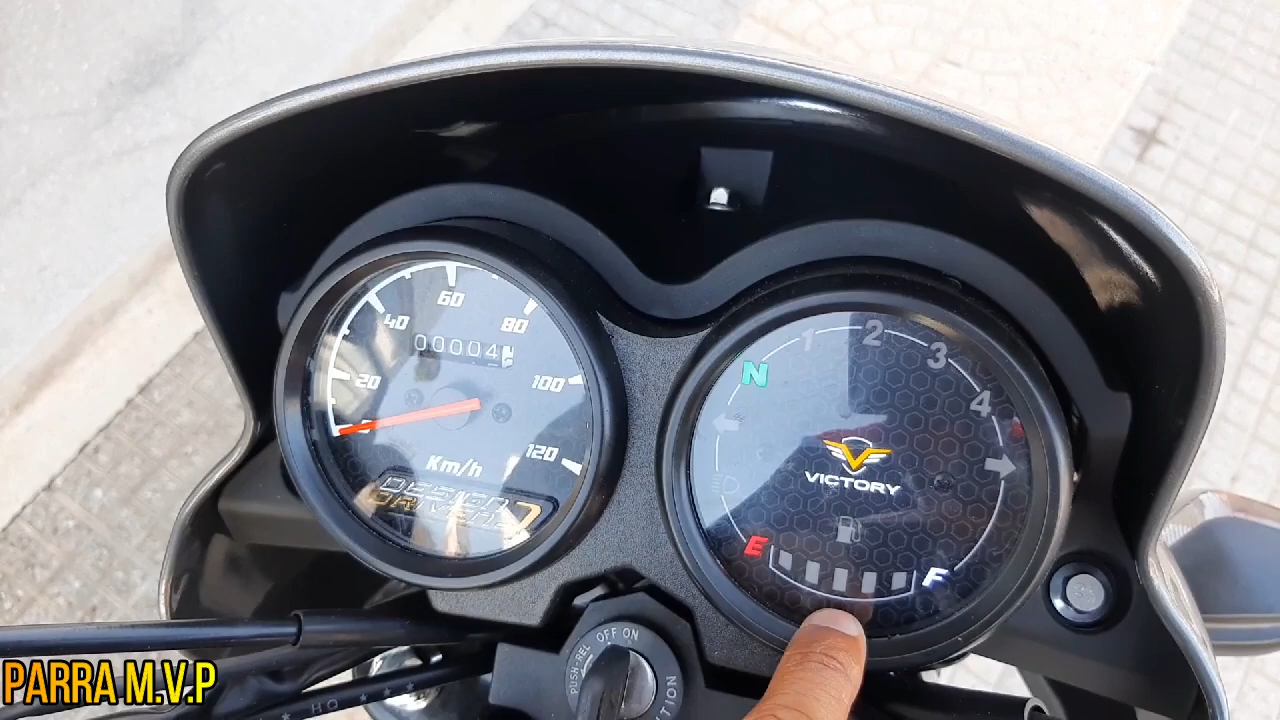 60
40
80
00004
20
100
120
Km/h
DESIGN
DRIVEN
1
2
3
N
4
VICTORY
E
F
OFF ON
PUSH-REL
PARRA M.V.P